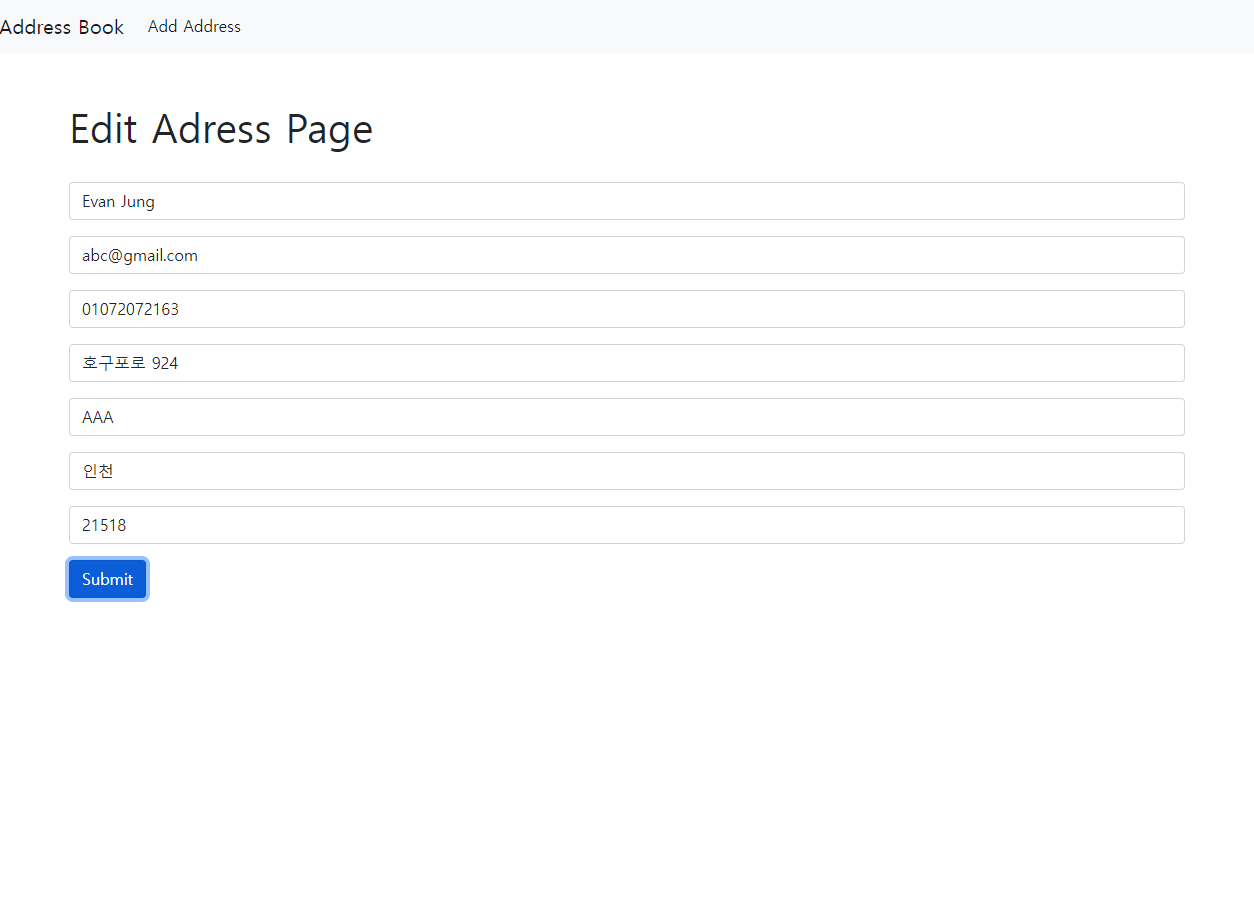 Address Book Add Address
Edit Adress Page
Evan Jung
abc@gmail.com
01072072163
호구포로 924
AAA
인천
21518
Submit